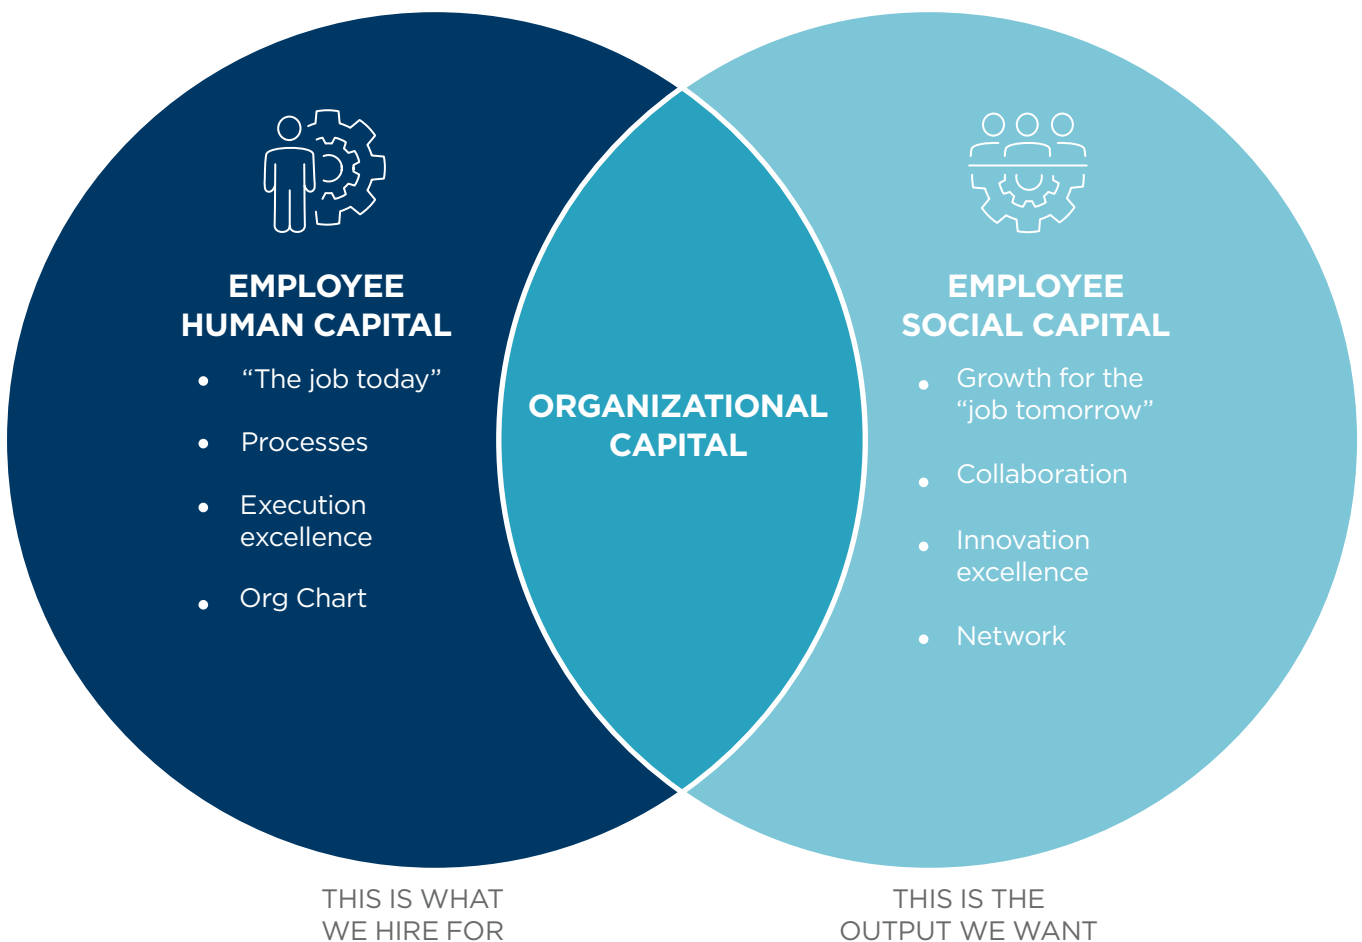 EMPLOYEE
HUMAN CAPITAL
• “The job today”
• Processes
• Execution
excellence
• Org Chart
ORGANIZATIONAL
CAPITAL
EMPLOYEE
SOCIAL CAPITAL
• Growth for the
“job tomorrow”
• Collaboration
• Innovation
excellence
• Network
THIS IS WHAT
WE HIRE FOR
THIS IS THE
OUTPUT WE WANT